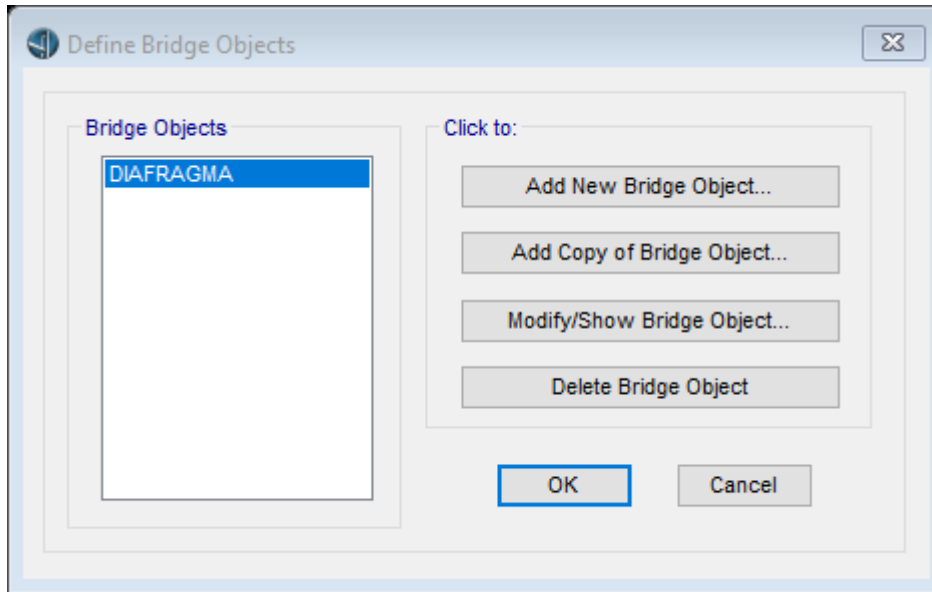 Define Bridge Objects
Bridge Objects
DIAFRAGMA
Click to:
Add New Bridge Object...
Add Copy of Bridge Object...
Modify/Show Bridge Object...
Delete Bridge Object
OK
Cancel